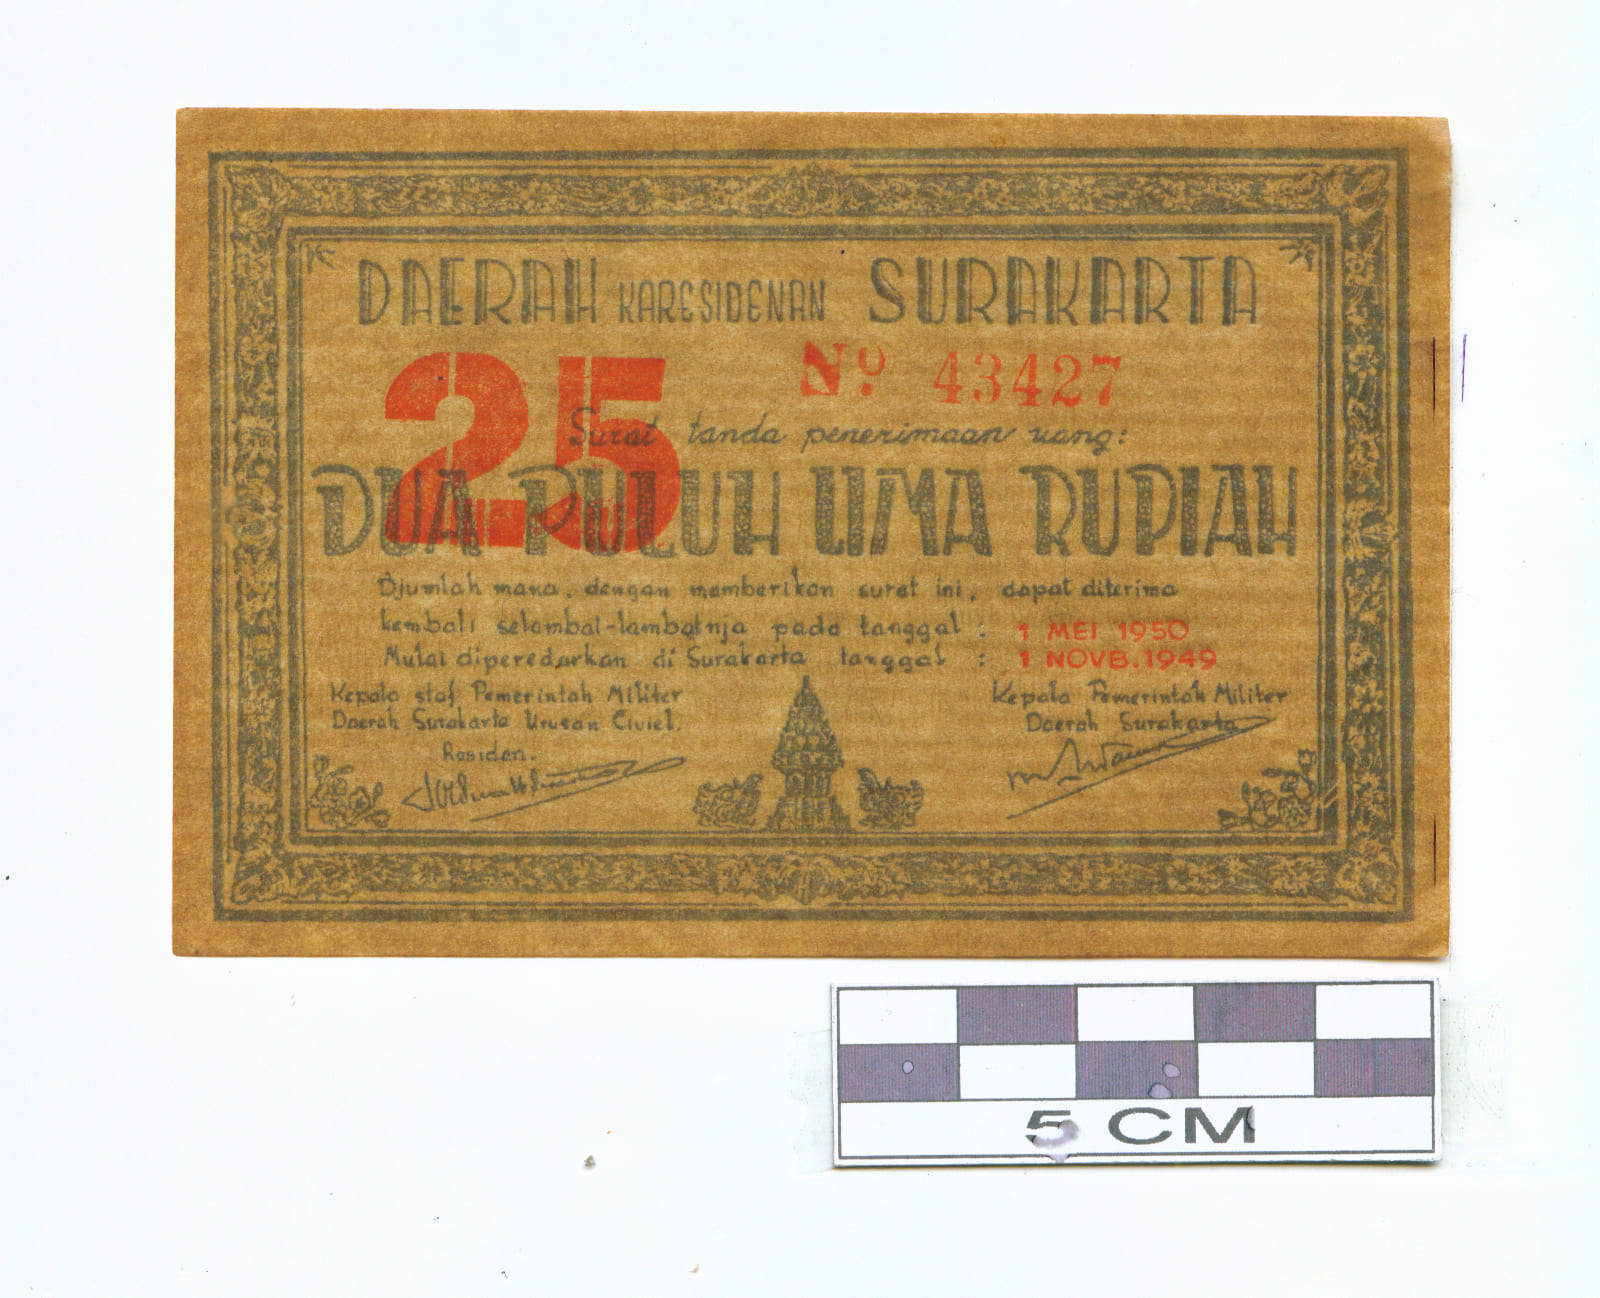 DAERAH KARESIDENAN SURAKARTA
25
Nº 43427
Surat tanda penerimaan uang:
DUA PULUH LIMA RUPIAH
Djumlah mana, dengan memberikan surat ini, dapat diterima
kembali selambat-lambatnja pada tanggal : 1 MEI 1950
Mulai diperedarkan di Surakarta tanggal : 1 NOVB.1949
Kepala staf Pemerintah Militer
Daerah Surakarta Urusan Civiel.
Residen.
Kepala Pemerintah Militer
Daerah Surakarta
5 CM